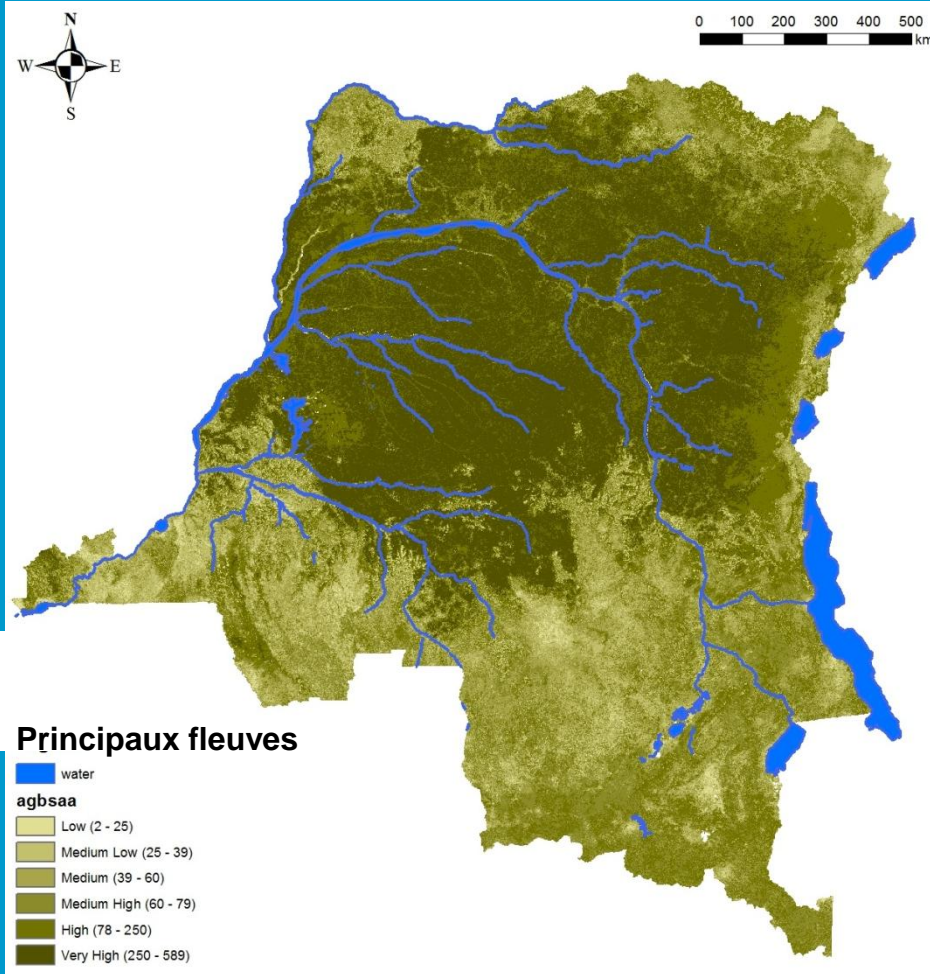 N
W E
S
0 100 200 300 400 500
km
Principaux fleuves
water
agbsaa
Low (2 - 25)
Medium Low (25 - 39)
Medium (39 - 60)
Medium High (60 - 79)
High (78 - 250)
Very High (250 - 589)